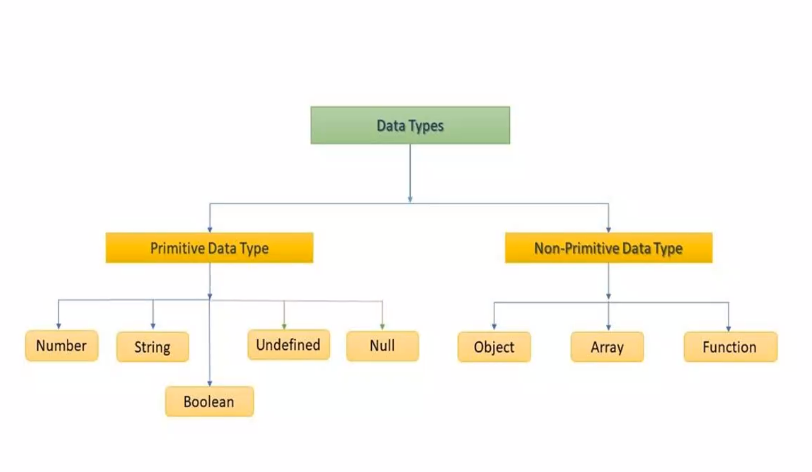 Data Types
Primitive Data Type
Non-Primitive Data Type
Number
String
Undefined
Null
Object
Array
Function
Boolean